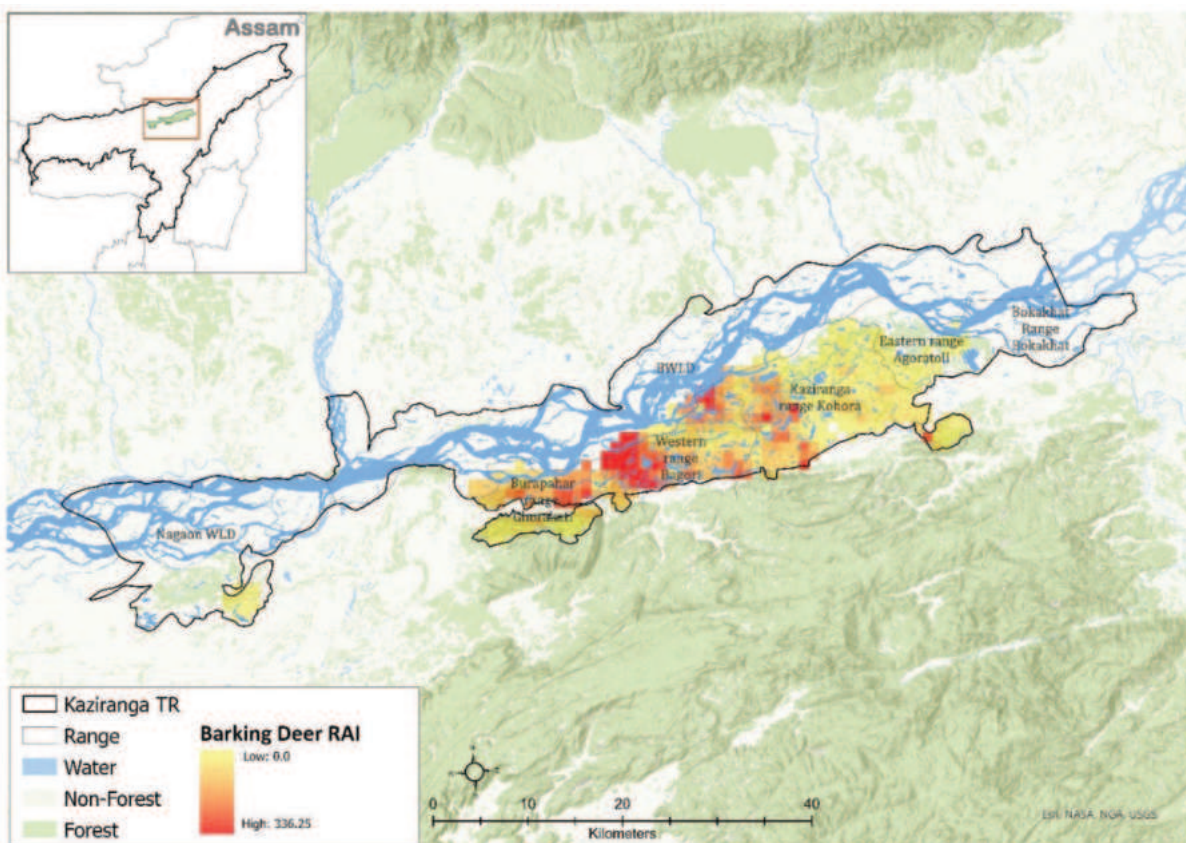 Assam
Bokakhat
Range
Bokakhat
Eastern range
Agoratoli
BWLD
Kaziranga
range Kohora
Western
range
Bagori
Burapahar
range
Ghorakati
Nagaon WLD
Kaziranga TR
Range
Water
Non-Forest
Forest
Barking Deer RAI
Low: 0.0
High: 336.25
0 20 40
Kilometers
Esri, NASA, NGA, USGS